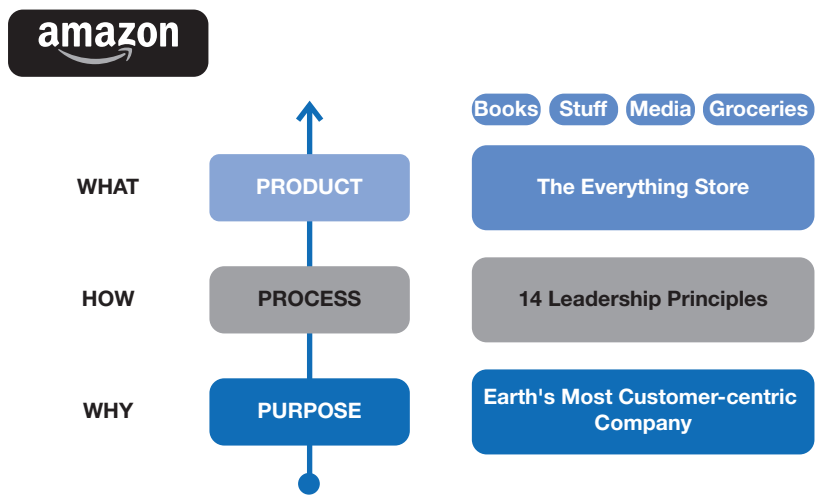 amazon
Books Stuff Media Groceries
WHAT PRODUCT The Everything Store
HOW PROCESS 14 Leadership Principles
WHY PURPOSE Earth's Most Customer-centric
Company